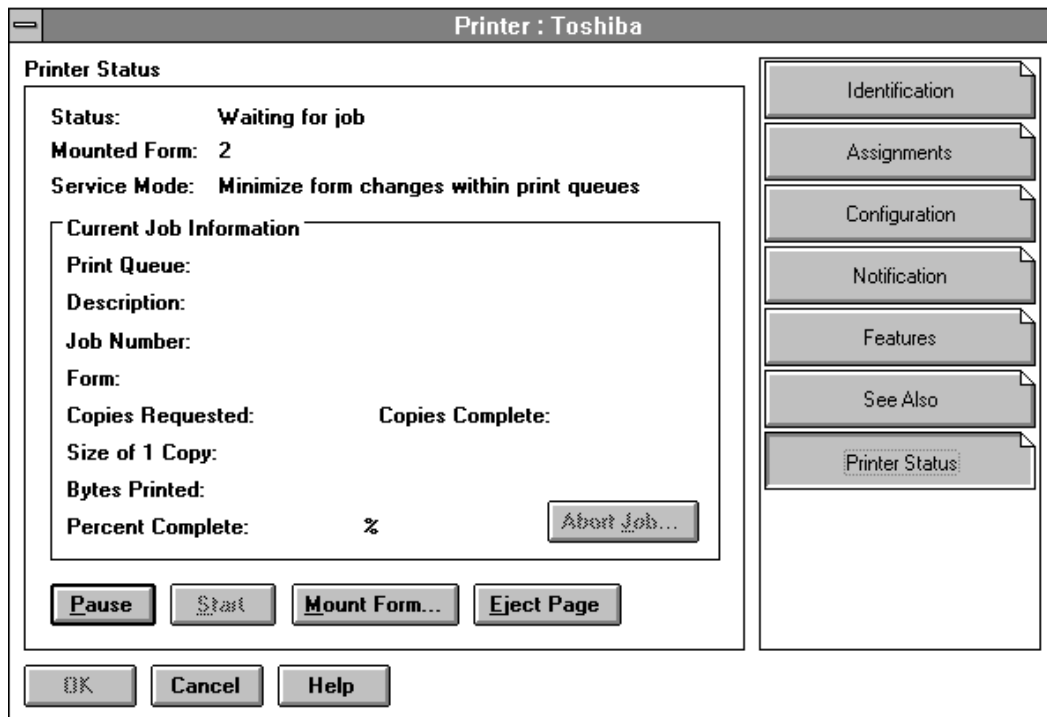 Printer : Toshiba
Printer Status
Status: Waiting for job
Mounted Form: 2
Service Mode: Minimize form changes within print queues
Current Job Information
Print Queue:
Description:
Job Number:
Form:
Copies Requested: Copies Complete:
Size of 1 Copy:
Bytes Printed:
Percent Complete: %
Abort Job...
Pause Start Mount Form... Eject Page
OK Cancel Help
Identification
Assignments
Configuration
Notification
Features
See Also
Printer Status